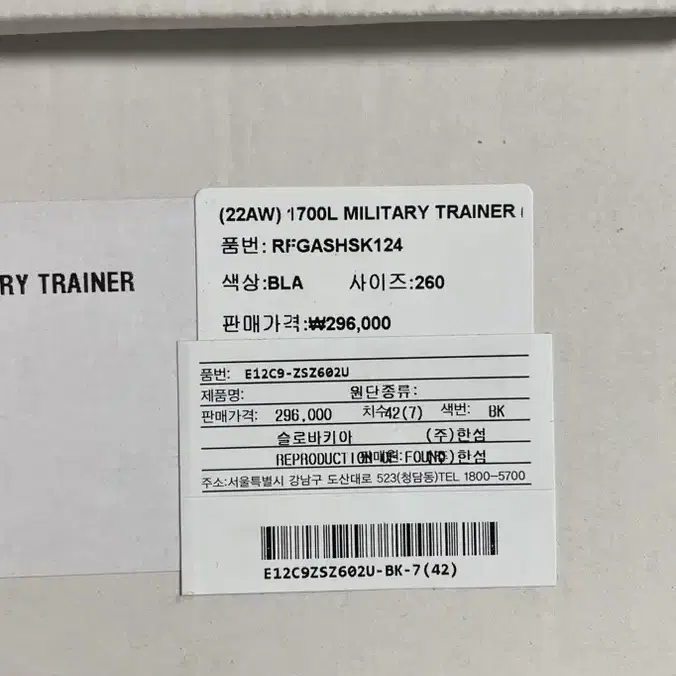 RY TRAINER
(22AW) 1700L MILITARY TRAINER (
품번: RFGASHSK124
색상:BLA 사이즈:260
판매가격:₩296,000
품번: E12C9-ZSZ602U
제품명: 원단종류:
판매가격: 296,000 치수42(7) 색번: BK
슬로바키아 (주)한섬
REPRODUCTION OF FOUND)한섬
주소:서울특별시 강남구 도산대로 523(청담동)TEL 1800-5700
E12C9ZSZ602U-BK-7(42)